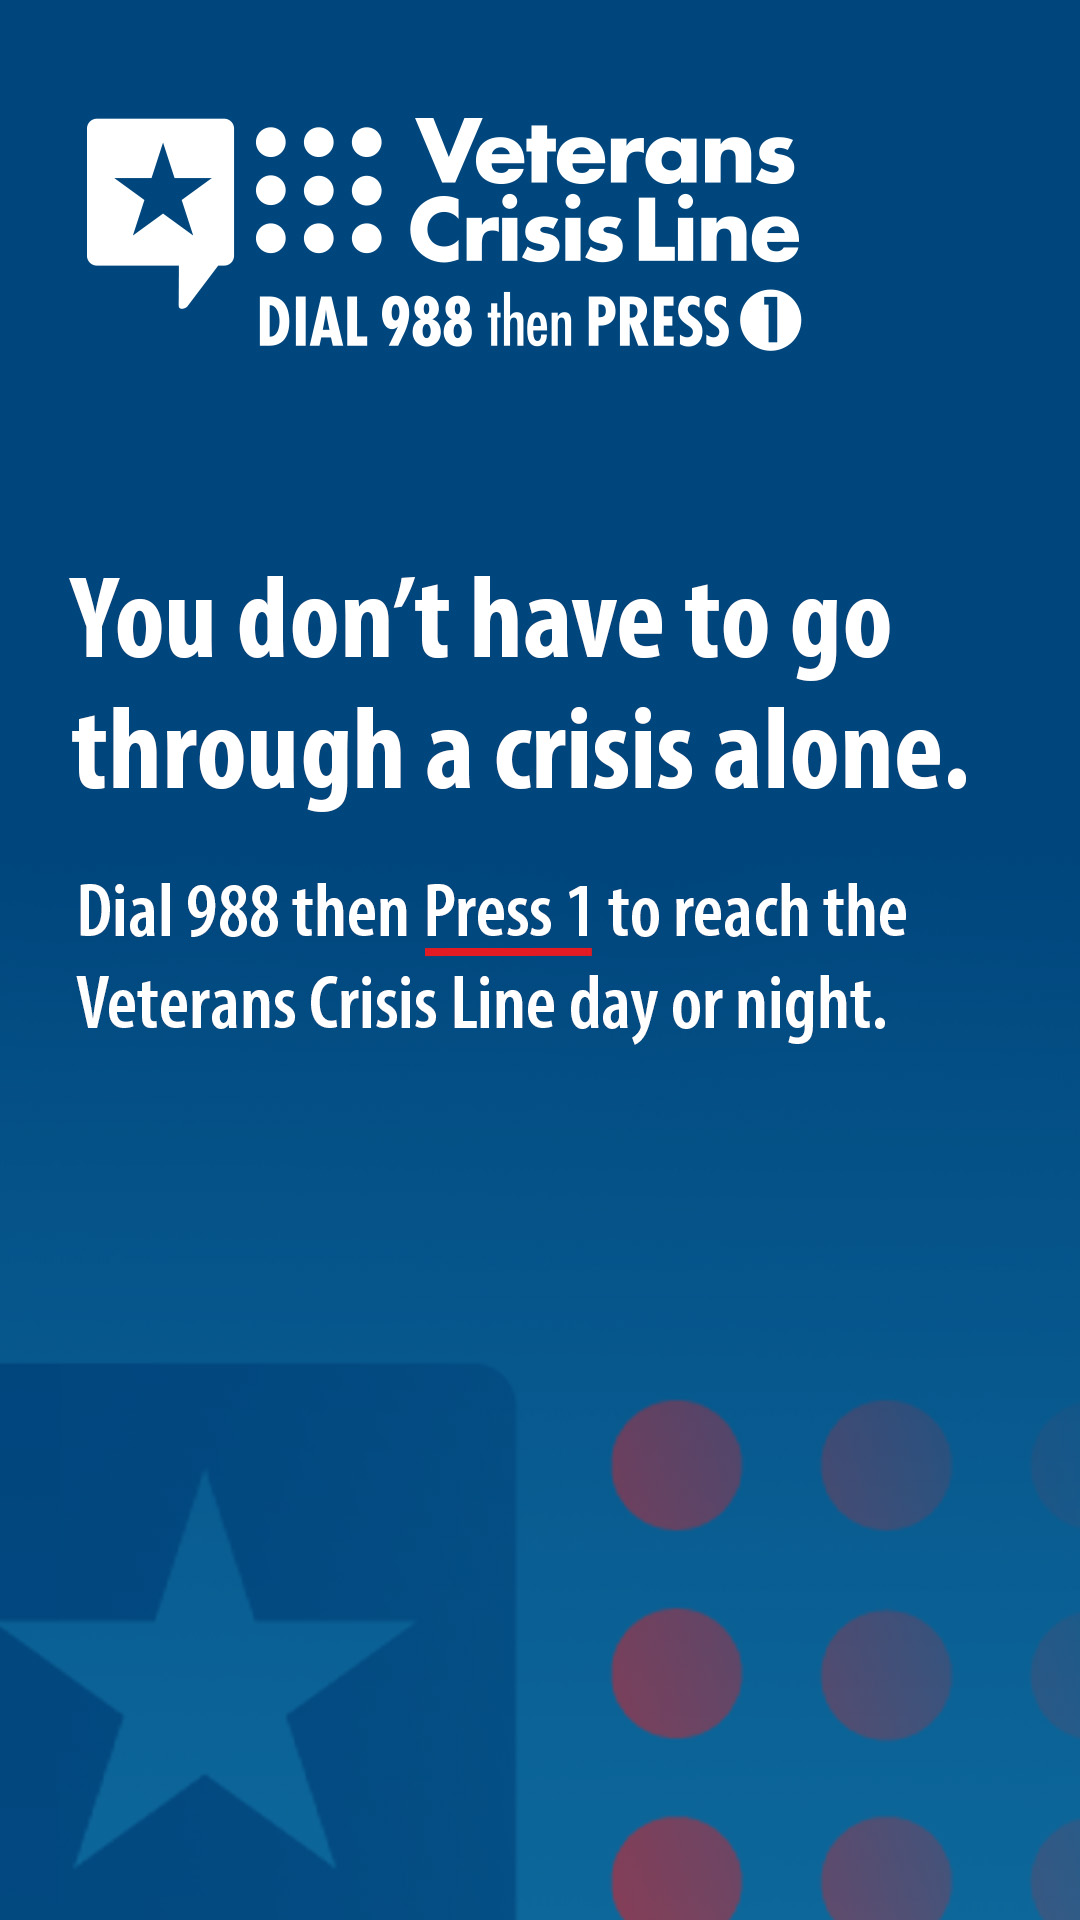 Veterans
Crisis Line
DIAL 988 then PRESS 1
You don’t have to go
through a crisis alone.
Dial 988 then Press 1 to reach the
Veterans Crisis Line day or night.